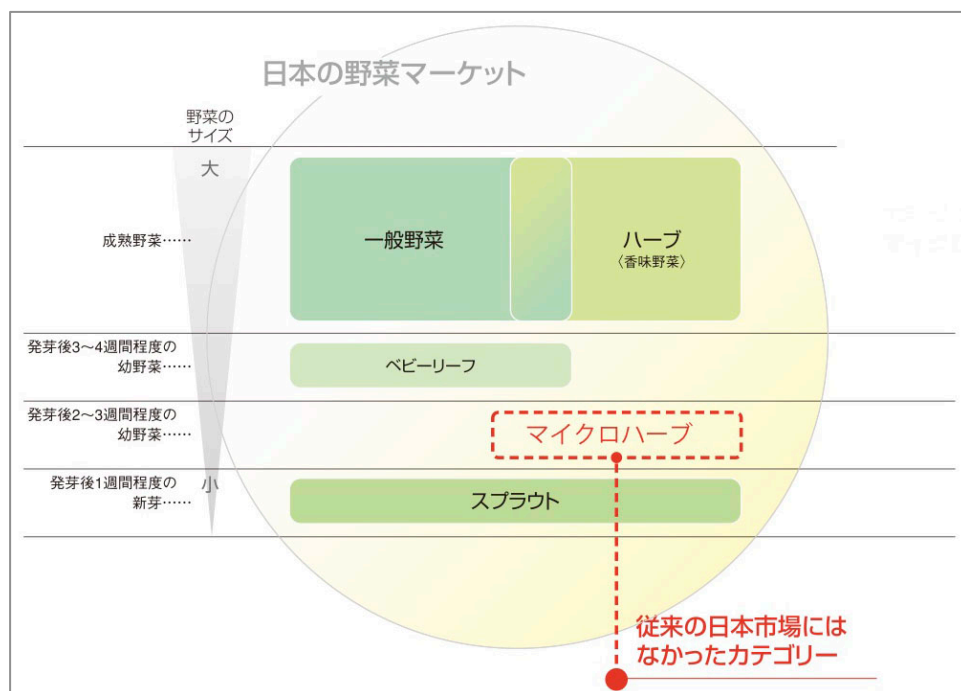 日本の野菜マーケット
野菜の
サイズ
大
成熟野菜……
一般野菜
ハーブ
〈香味野菜〉
発芽後3〜4週間程度の
幼野菜……
ベビーリーフ
発芽後2〜3週間程度の
幼野菜……
マイクロハーブ
発芽後1週間程度の
新芽……
小
スプラウト
従来の日本市場には
なかったカテゴリー